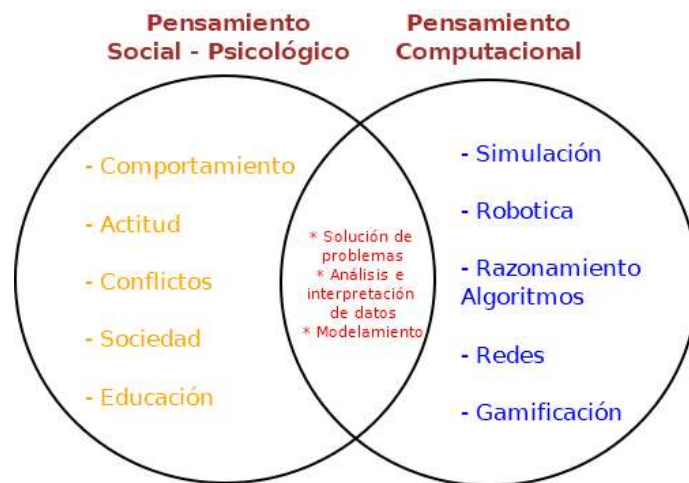 Pensamiento
Social - Psicológico
Pensamiento
Computacional
- Comportamiento
- Actitud
- Conflictos
- Sociedad
- Educación
* Solución de
problemas
* Análisis e
interpretación
de datos
* Modelamiento
- Simulación
- Robotica
- Razonamiento
Algoritmos
- Redes
- Gamificación